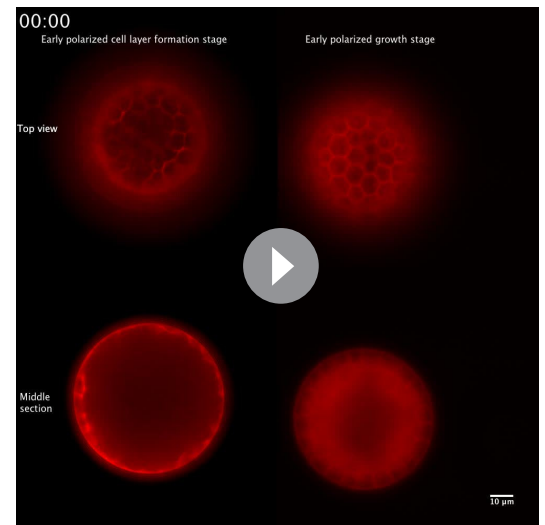 00:00
Early polarized cell layer formation stage
Early polarized growth stage
Top view
Middle
section
10 µm